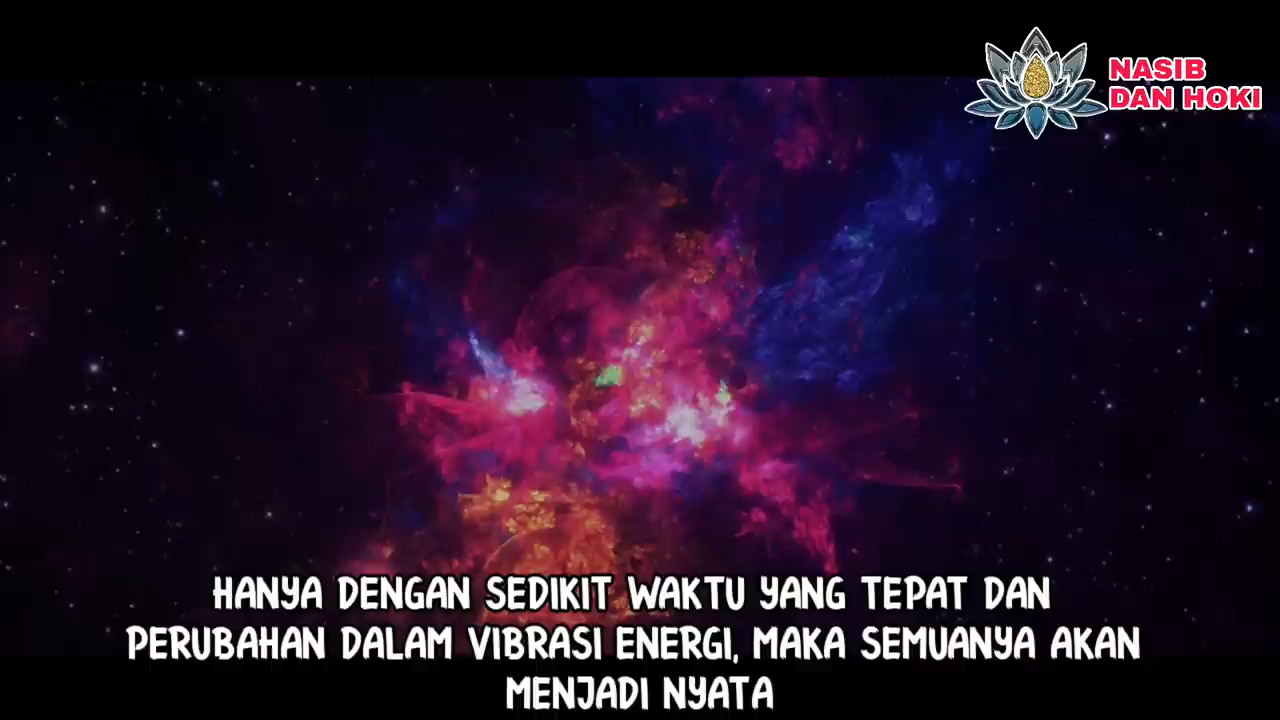 NASIB
DAN HOKI
HANYA DENGAN SEDIKIT WAKTU YANG TEPAT DAN
PERUBAHAN DALAM VIBRASI ENERGI, MAKA SEMUANYA AKAN
MENJADI NYATA